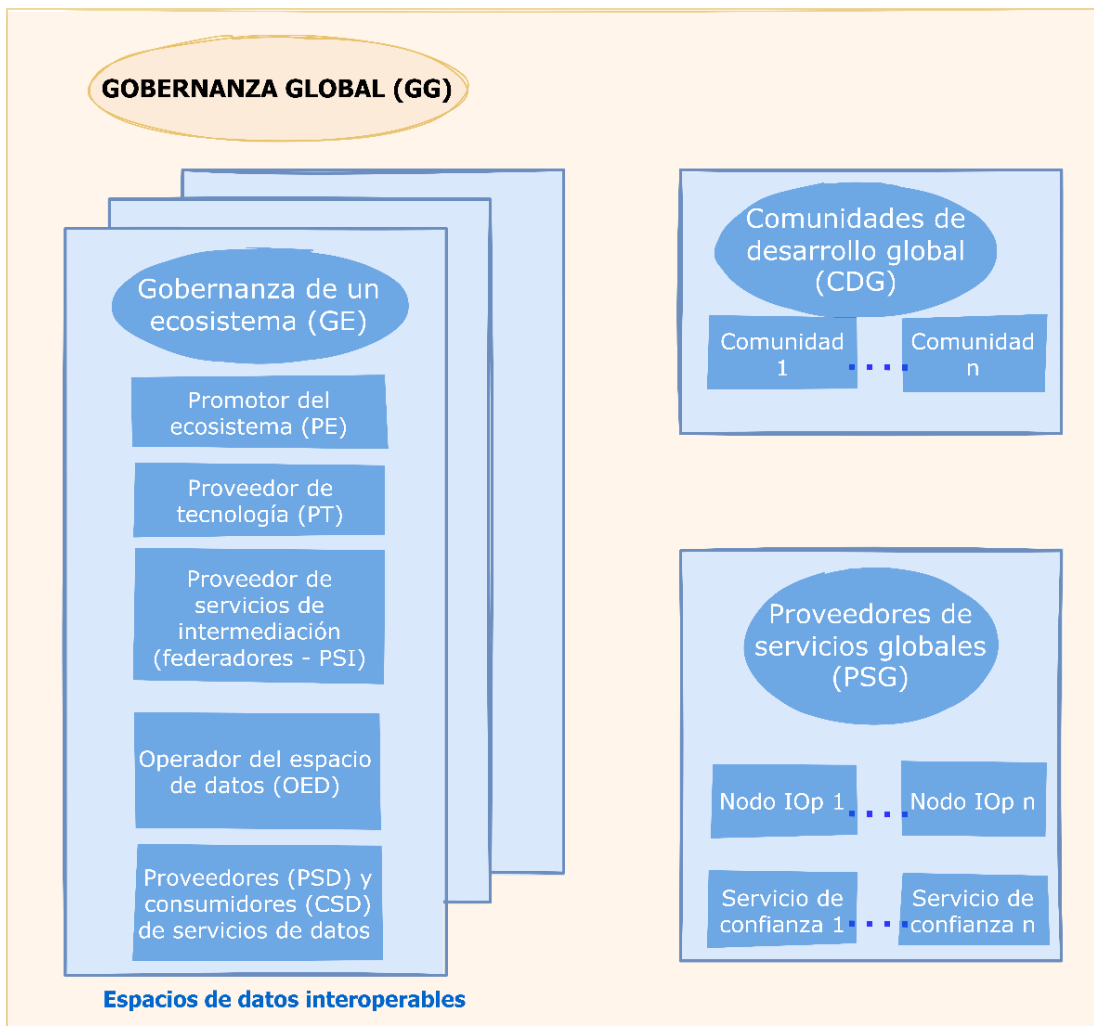 GOBERNANZA GLOBAL (GG)
Gobernanza de un
ecosistema (GE)
Promotor del
ecosistema (PE)
Proveedor de
tecnología (PT)
Proveedor de
servicios de
intermediación
(federadores - PSI)
Operador del espacio
de datos (OED)
Proveedores (PSD) y
consumidores (CSD)
de servicios de datos
Espacios de datos interoperables
Comunidades de
desarrollo global
(CDG)
Comunidad
1
Comunidad
n
Proveedores de
servicios globales
(PSG)
Nodo IOp 1
Nodo IOp n
Servicio de
confianza 1
Servicio de
confianza n